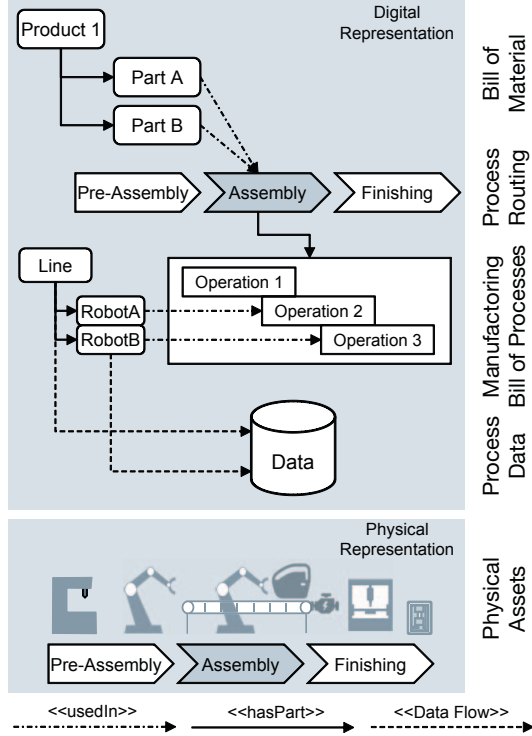 Digital
Representation
Product 1
Part A
Part B
Bill of
Material
Pre-Assembly
Assembly
Finishing
Process
Routing
Line
RobotA
RobotB
Operation 1
Operation 2
Operation 3
Manufactoring
Bill of Processes
Data
Process
Data
Physical
Representation
Pre-Assembly
Assembly
Finishing
Physical
Assets
<<usedIn>>
<<hasPart>>
<<Data Flow>>